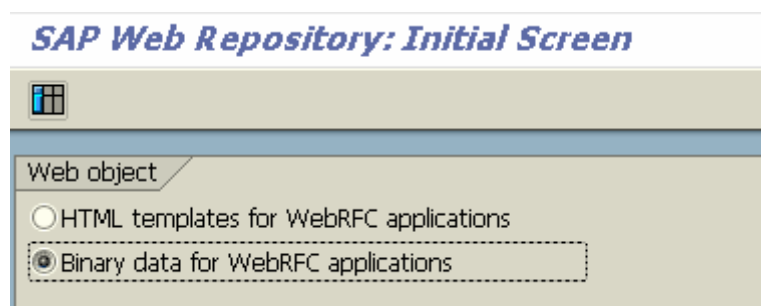 SAP Web Repository: Initial Screen
Web object
HTML templates for WebRFC applications
Binary data for WebRFC applications